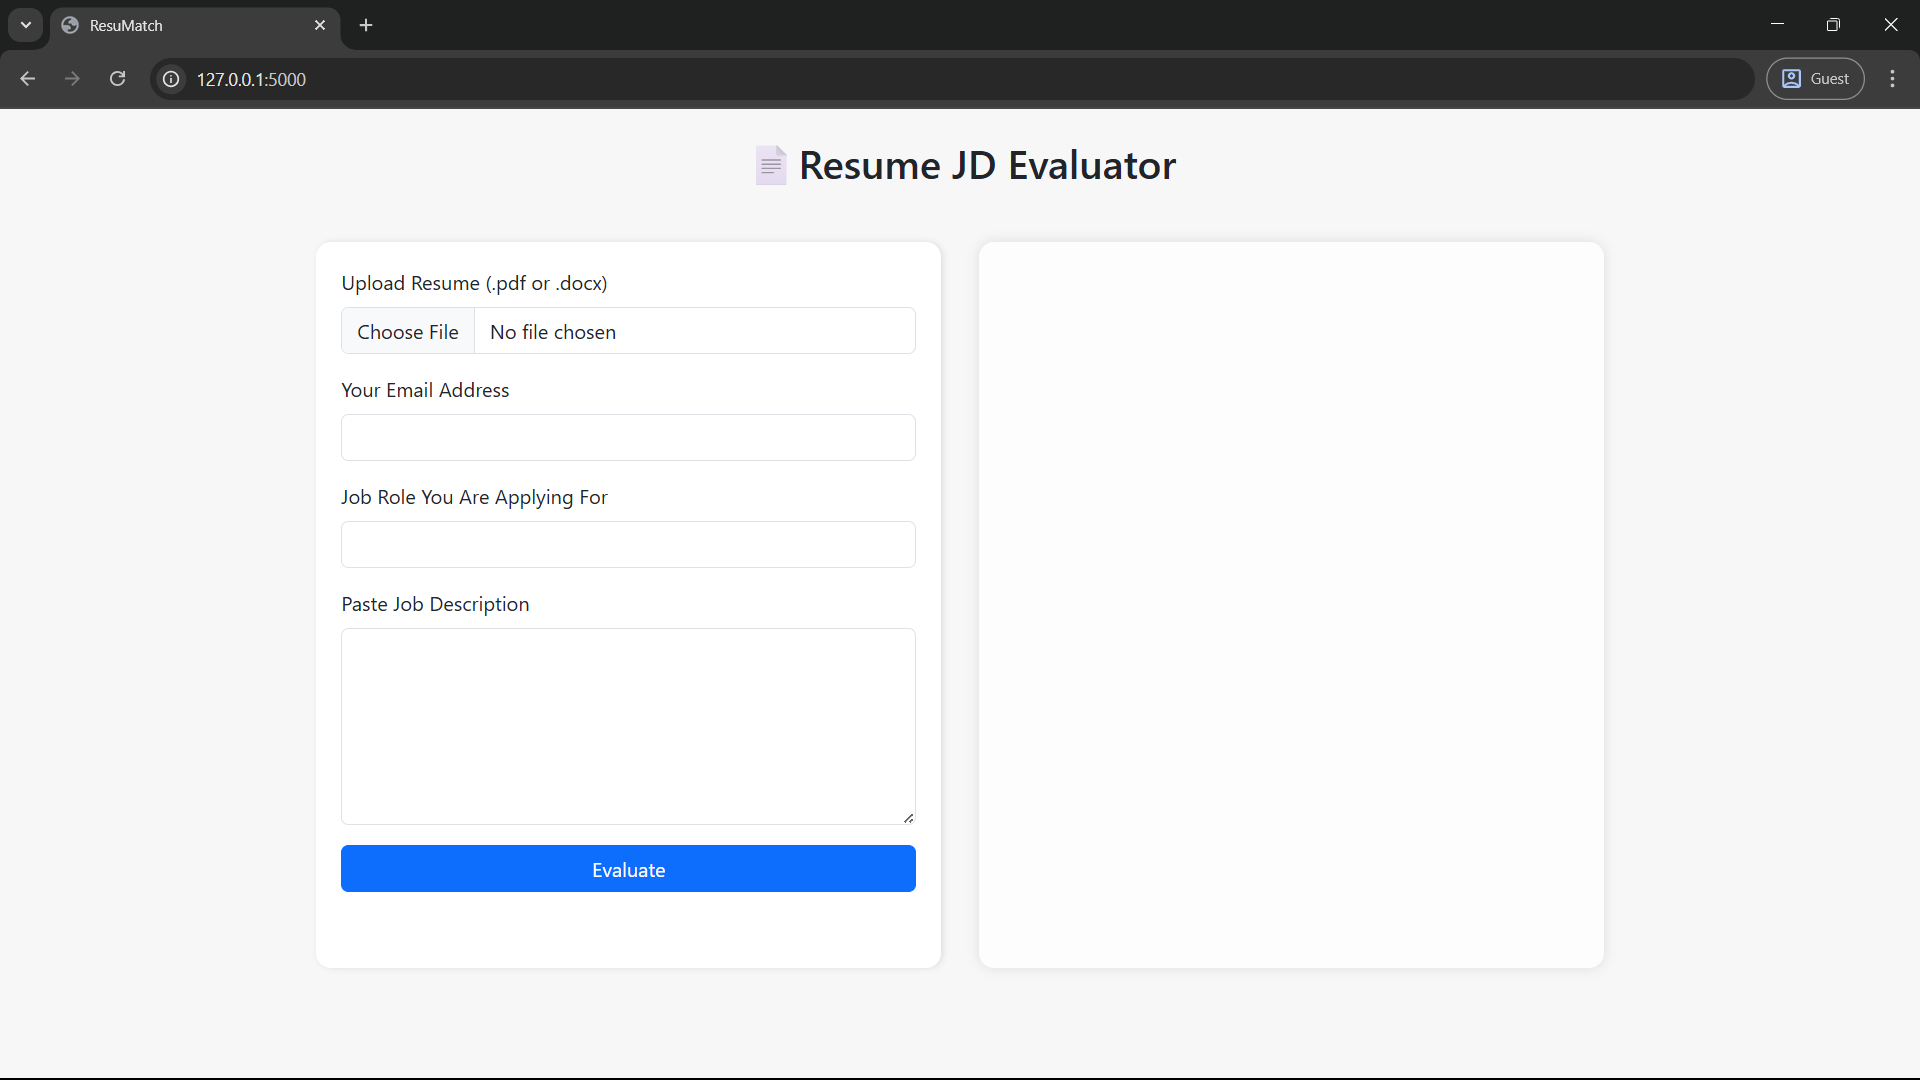 ResuMatch
127.0.0.1:5000
Guest
Resume JD Evaluator
Upload Resume (.pdf or .docx)
Choose File No file chosen
Your Email Address
Job Role You Are Applying For
Paste Job Description
Evaluate